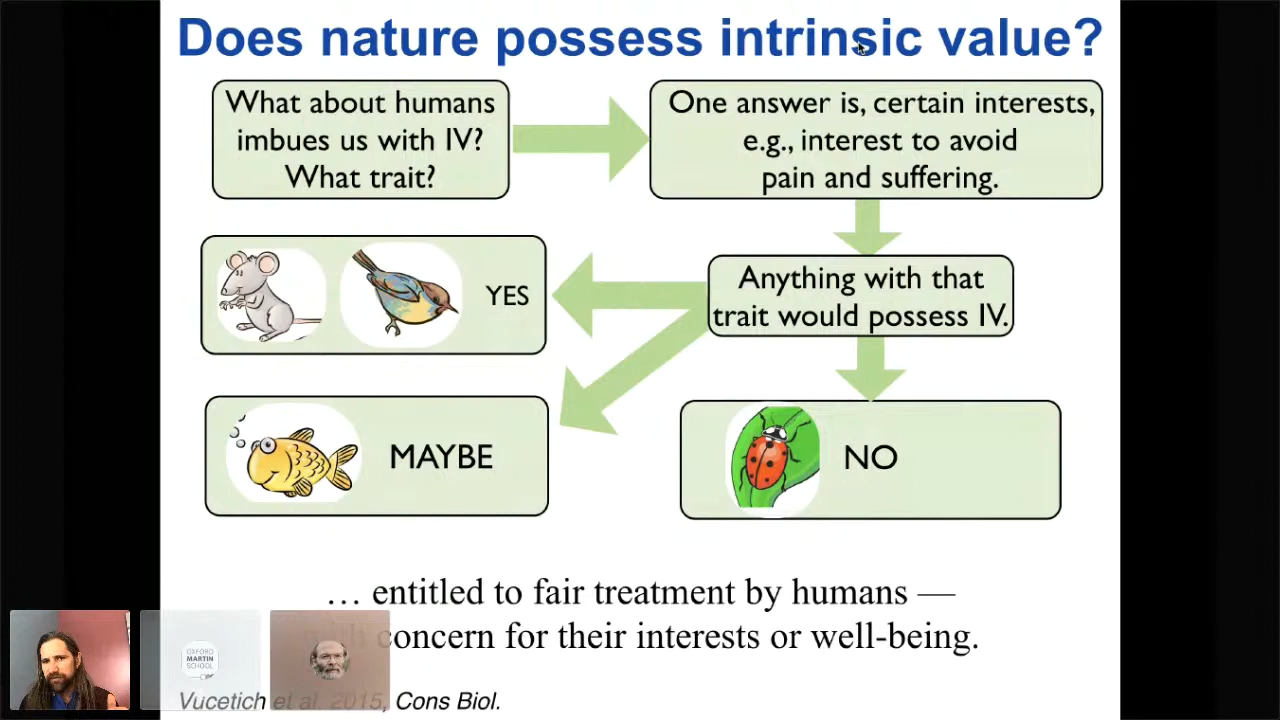 Does nature possess intrinsic value?
What about humans
imbues us with IV?
What trait?
One answer is, certain interests,
e.g., interest to avoid
pain and suffering.
Anything with that
trait would possess IV.
YES
MAYBE
NO
… entitled to fair treatment by humans —
concern for their interests or well-being.
OXFORD
MARTIN
SCHOOL
Vucetich et al. 2015, Cons Biol.